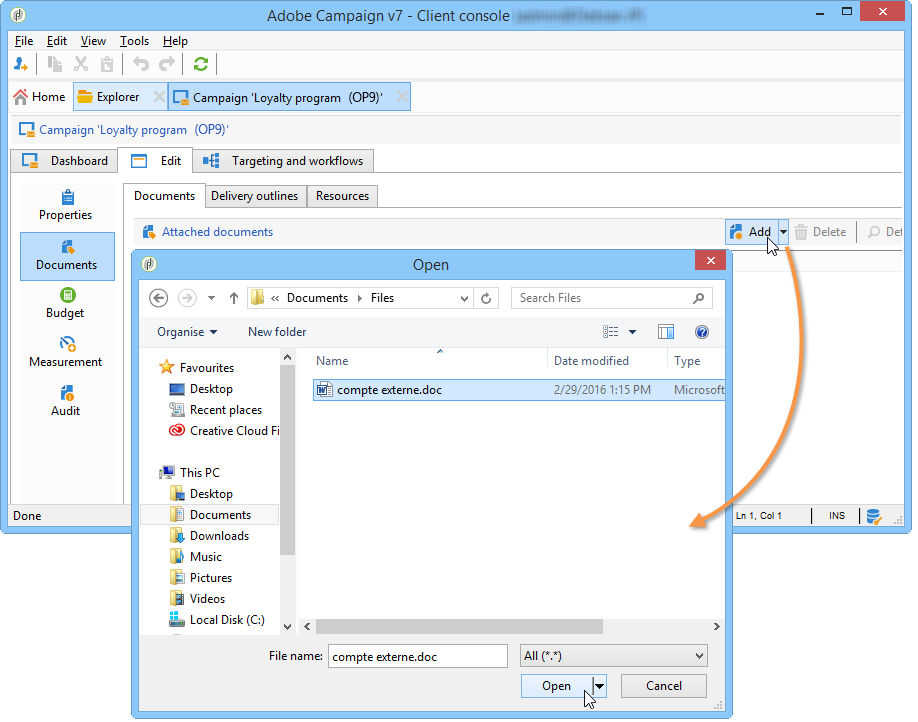 Adobe Campaign v7 - Client console
File Edit View Tools Help
Home Explorer Campaign 'Loyalty program (OP9)'
Campaign 'Loyalty program (OP9)'
Dashboard Edit Targeting and workflows
Properties
Documents
Budget
Measurement
Audit
Documents Delivery outlines Resources
Attached documents Add Delete Det
Open
« Documents Files Search Files
Organise New folder
Name Date modified Type
compte externe.doc 2/29/2016 1:15 PM Microsoft
Favourites
Desktop
Recent places
Creative Cloud Fi
This PC
Desktop
Documents
Downloads
Music
Pictures
Videos
Local Disk (C:)
File name: compte externe.doc All (*.*)
Open Cancel
Done Ln 1, Col 1 INS